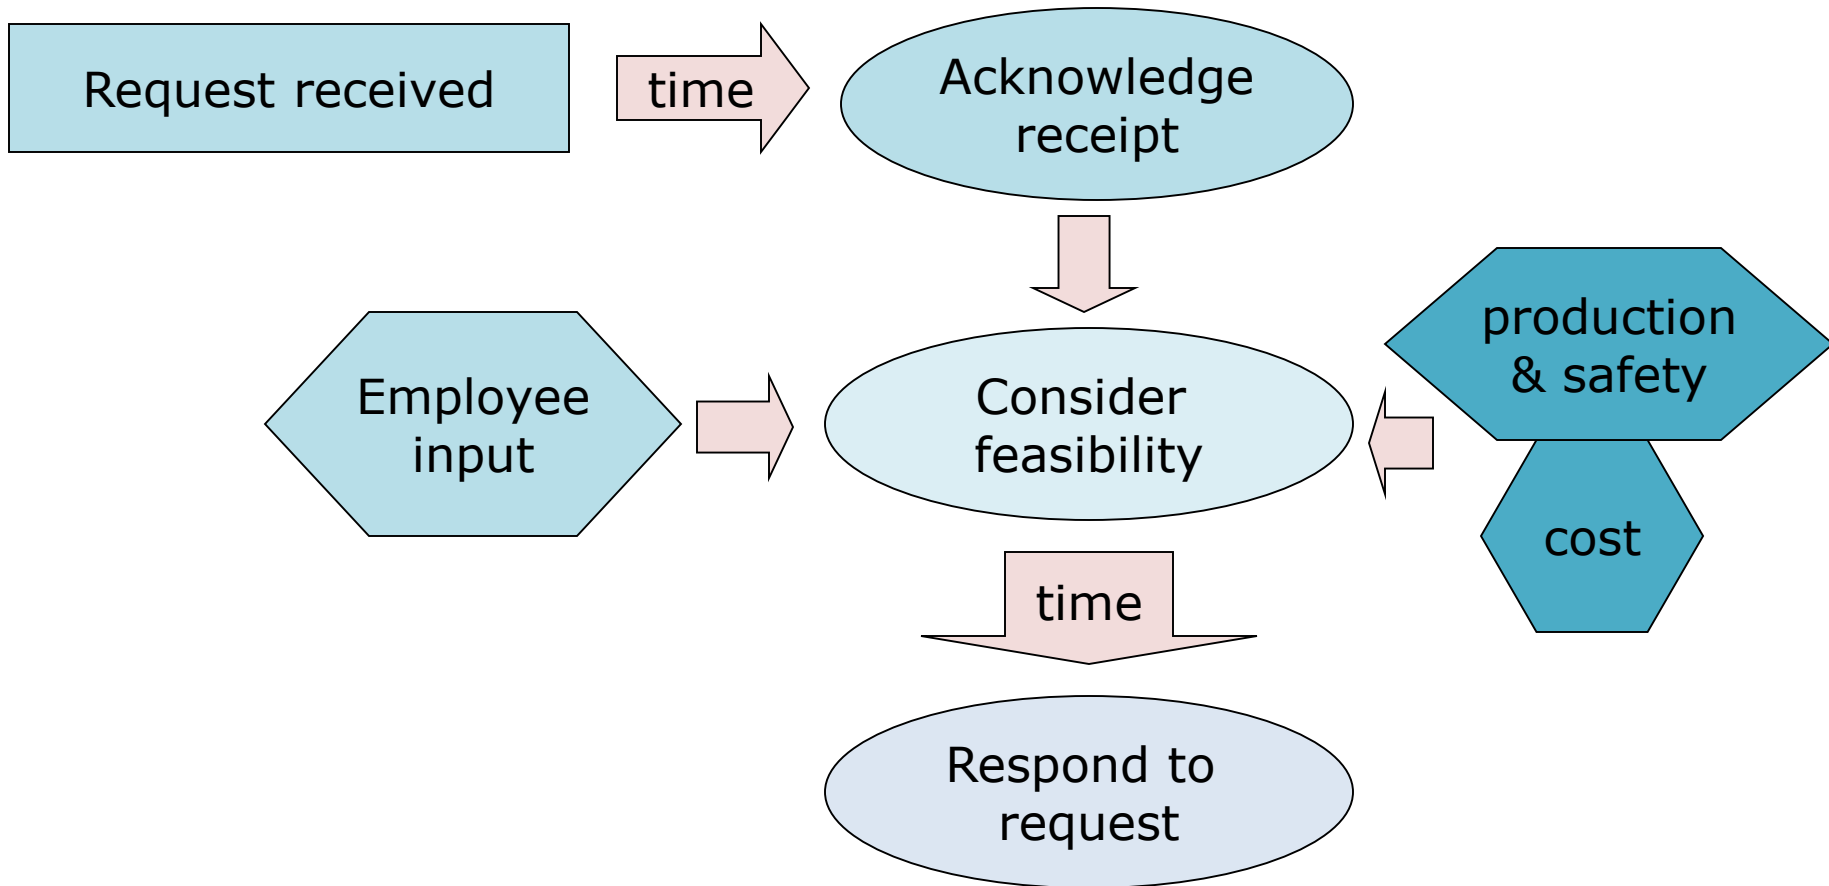 Request received
time
Acknowledge
receipt
production
& safety
Employee
input
Consider
feasibility
cost
time
Respond to
request